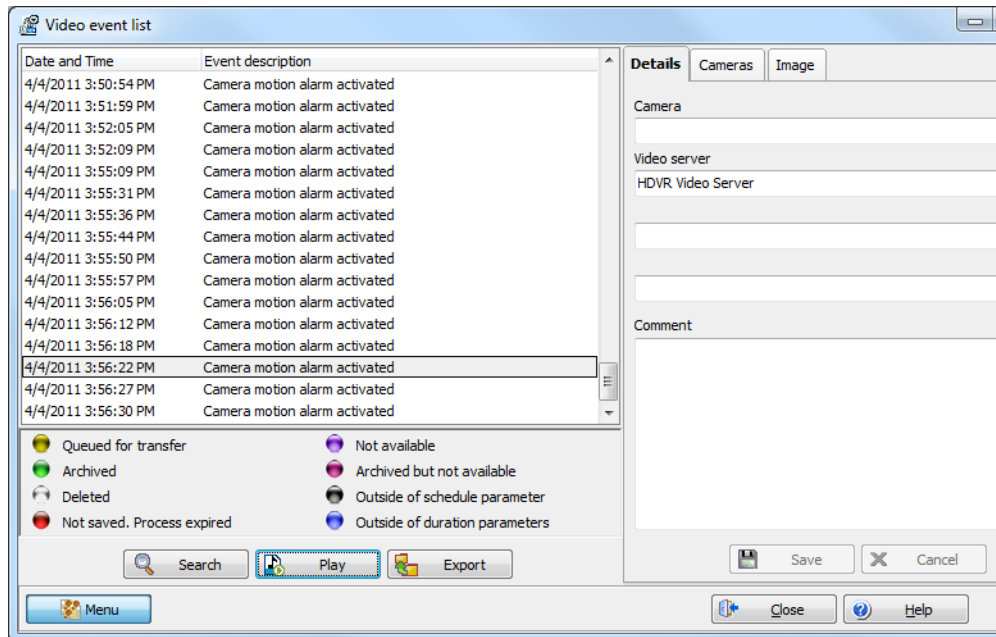 Video event list
Date and Time Event description
4/4/2011 3:50:54 PM Camera motion alarm activated
4/4/2011 3:51:59 PM Camera motion alarm activated
4/4/2011 3:52:05 PM Camera motion alarm activated
4/4/2011 3:52:09 PM Camera motion alarm activated
4/4/2011 3:55:09 PM Camera motion alarm activated
4/4/2011 3:55:31 PM Camera motion alarm activated
4/4/2011 3:55:36 PM Camera motion alarm activated
4/4/2011 3:55:44 PM Camera motion alarm activated
4/4/2011 3:55:50 PM Camera motion alarm activated
4/4/2011 3:55:57 PM Camera motion alarm activated
4/4/2011 3:56:05 PM Camera motion alarm activated
4/4/2011 3:56:12 PM Camera motion alarm activated
4/4/2011 3:56:18 PM Camera motion alarm activated
4/4/2011 3:56:22 PM Camera motion alarm activated
4/4/2011 3:56:27 PM Camera motion alarm activated
4/4/2011 3:56:30 PM Camera motion alarm activated
Queued for transfer Not available
Archived Archived but not available
Deleted Outside of schedule parameter
Not saved. Process expired Outside of duration parameters
Search Play Export
Details Cameras Image
Camera
Video server
HDVR Video Server
Comment
Save Cancel
Menu Close Help